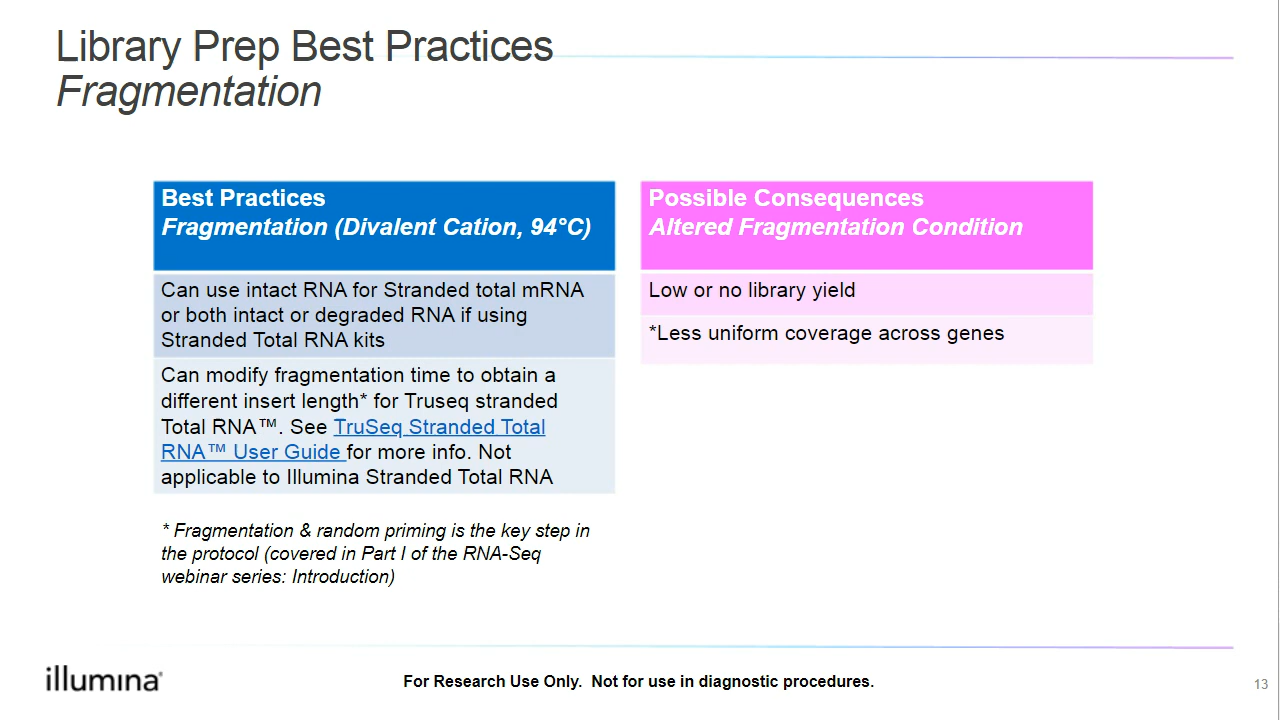 Library Prep Best Practices
Fragmentation
Best Practices
Fragmentation (Divalent Cation, 94°C)
Can use intact RNA for Stranded total mRNA
or both intact or degraded RNA if using
Stranded Total RNA kits
Can modify fragmentation time to obtain a
different insert length* for Truseq stranded
Total RNA™. See TruSeq Stranded Total
RNA™ User Guide for more info. Not
applicable to Illumina Stranded Total RNA
* Fragmentation & random priming is the key step in
the protocol (covered in Part I of the RNA-Seq
webinar series: Introduction)
Possible Consequences
Altered Fragmentation Condition
Low or no library yield
*Less uniform coverage across genes
illumina®
For Research Use Only. Not for use in diagnostic procedures.
13